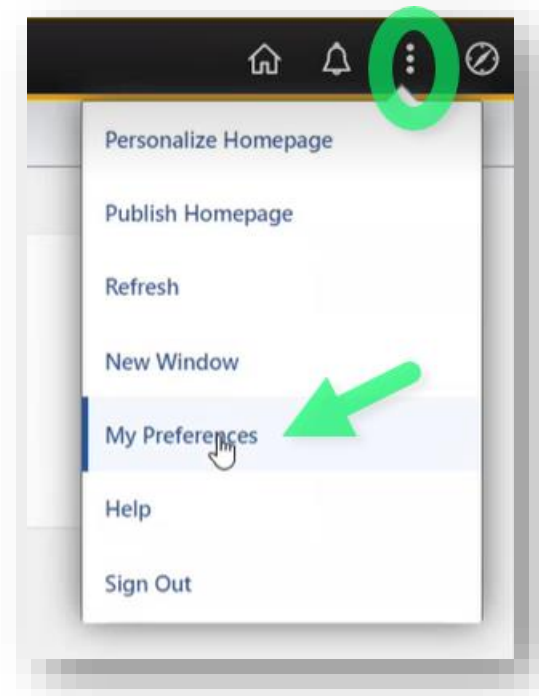 Personalize Homepage
Publish Homepage
Refresh
New Window
My Preferences
Help
Sign Out